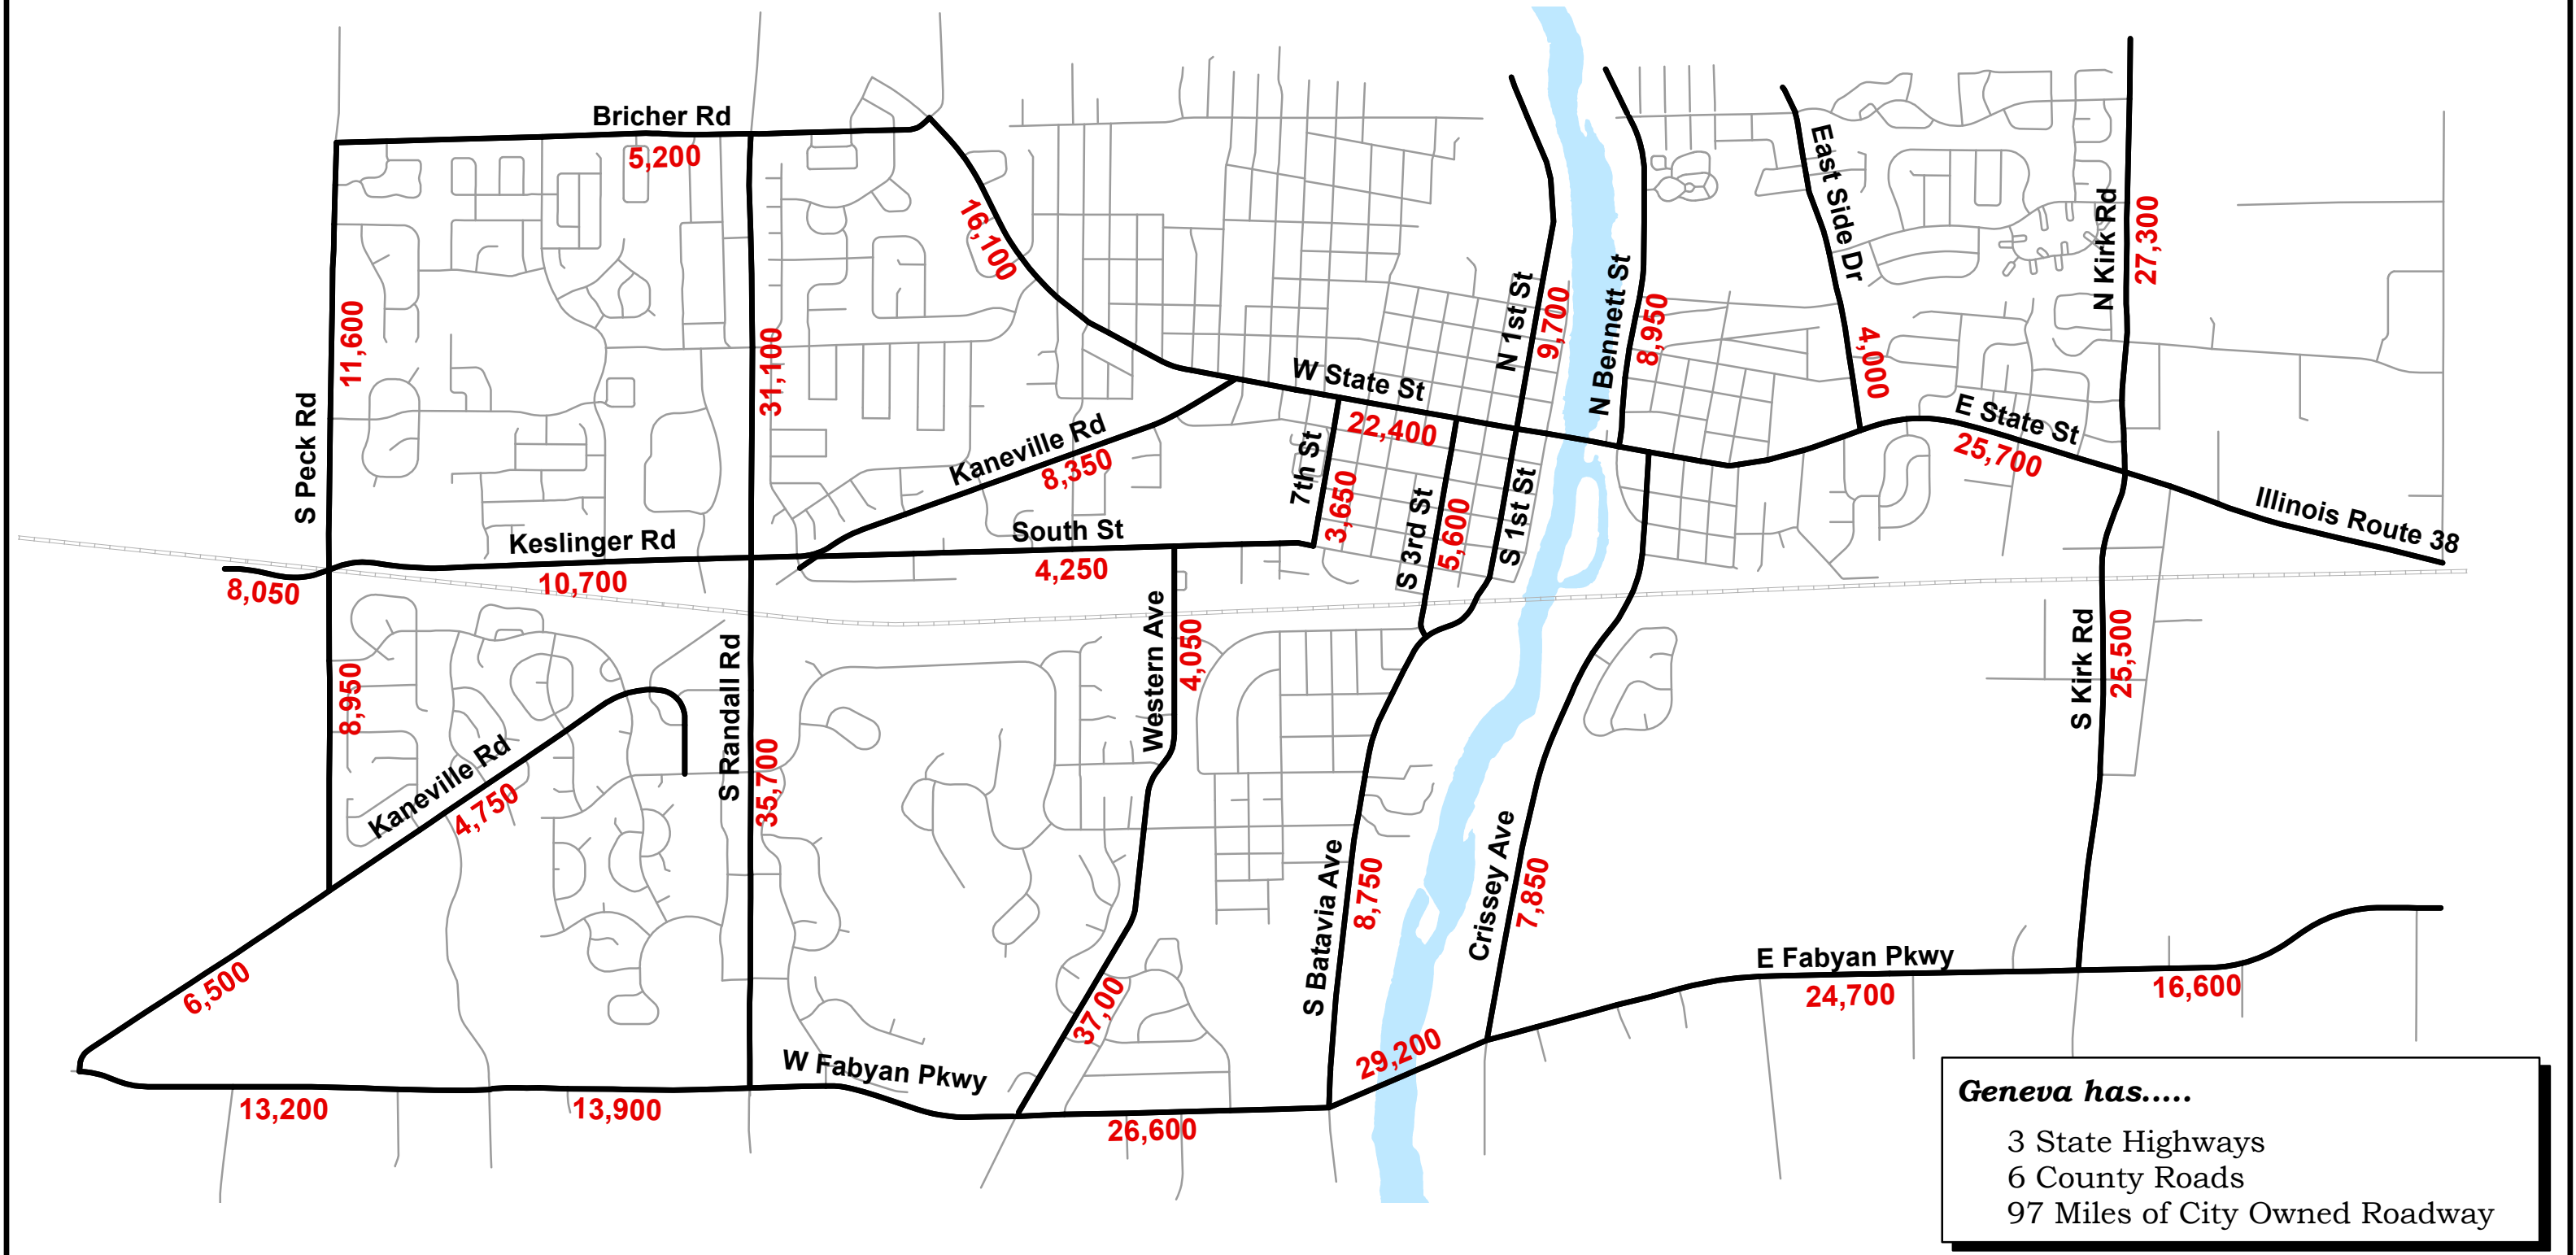 Bricher Rd
5,200
16,100
East Side Dr
N Kirk Rd
27,300
11,600
31,100
N 1st St
9,700
N Bennett St
8,950
4,000
W State St
22,400
E State St
25,700
S Peck Rd
Kaneville Rd
8,350
7th St
3,650
S 3rd St
5,600
S 1st St
Illinois Route 38
Keslinger Rd
10,700
8,050
South St
4,250
Western Ave
4,050
S Kirk Rd
25,500
8,950
Kaneville Rd
4,750
S Randall Rd
35,700
S Batavia Ave
8,750
Crissey Ave
7,850
6,500
37,00
E Fabyan Pkwy
24,700
16,600
29,200
W Fabyan Pkwy
13,200
13,900
26,600
Geneva has.....
3 State Highways
6 County Roads
97 Miles of City Owned Roadway